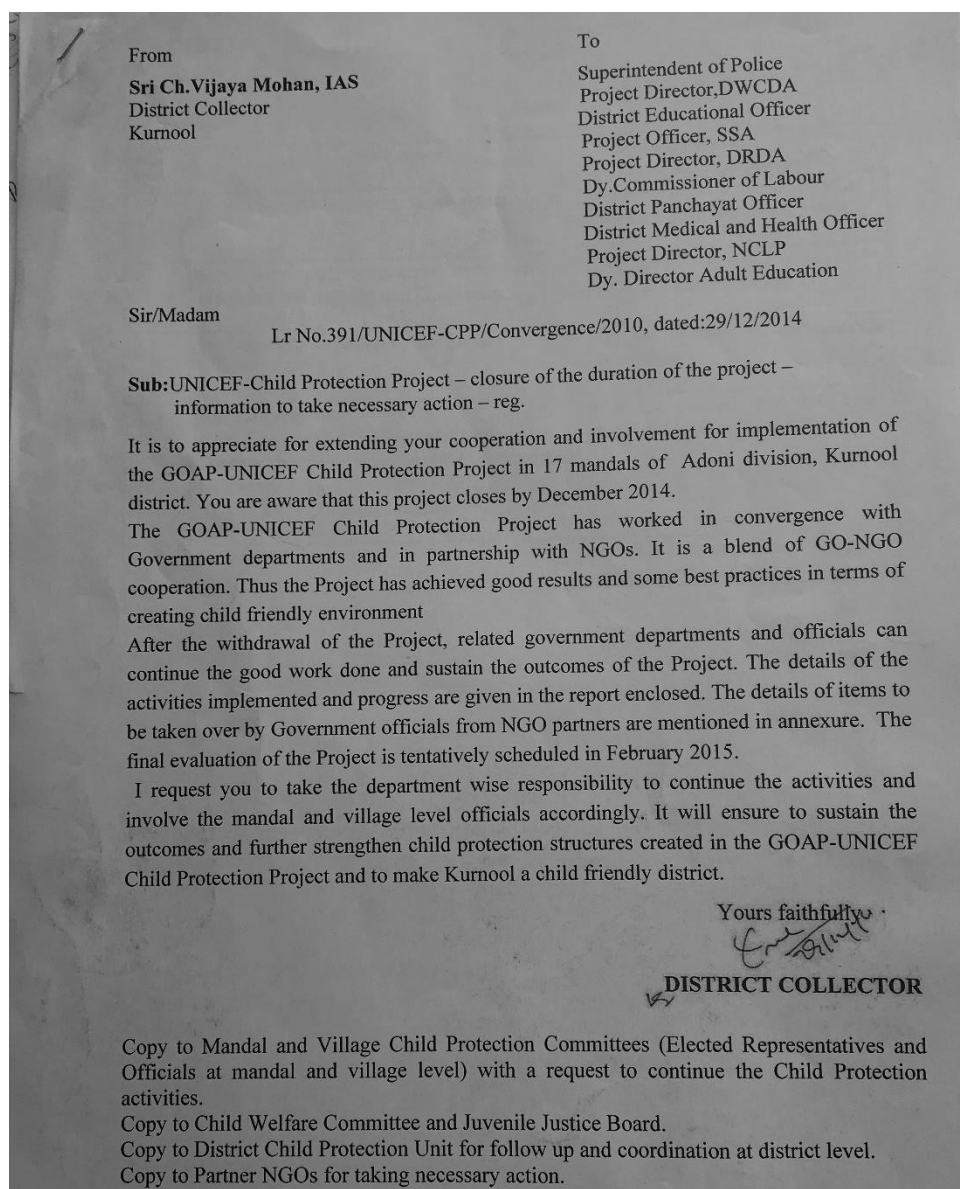 From
Sri Ch.Vijaya Mohan, IAS
District Collector
Kurnool
To
Superintendent of Police
Project Director,DWCDA
District Educational Officer
Project Officer, SSA
Project Director, DRDA
Dy.Commissioner of Labour
District Panchayat Officer
District Medical and Health Officer
Project Director, NCLP
Dy. Director Adult Education
Sir/Madam
Lr No.391/UNICEF-CPP/Convergence/2010, dated:29/12/2014
Sub:UNICEF-Child Protection Project – closure of the duration of the project –
information to take necessary action – reg.
It is to appreciate for extending your cooperation and involvement for implementation of
the GOAP-UNICEF Child Protection Project in 17 mandals of Adoni division, Kurnool
district. You are aware that this project closes by December 2014.
The GOAP-UNICEF Child Protection Project has worked in convergence with
Government departments and in partnership with NGOs. It is a blend of GO-NGO
cooperation. Thus the Project has achieved good results and some best practices in terms of
creating child friendly environment
After the withdrawal of the Project, related government departments and officials can
continue the good work done and sustain the outcomes of the Project. The details of the
activities implemented and progress are given in the report enclosed. The details of items to
be taken over by Government officials from NGO partners are mentioned in annexure. The
final evaluation of the Project is tentatively scheduled in February 2015.
I request you to take the department wise responsibility to continue the activities and
involve the mandal and village level officials accordingly. It will ensure to sustain the
outcomes and further strengthen child protection structures created in the GOAP-UNICEF
Child Protection Project and to make Kurnool a child friendly district.
Yours faithfully
DISTRICT COLLECTOR
Copy to Mandal and Village Child Protection Committees (Elected Representatives and
Officials at mandal and village level) with a request to continue the Child Protection
activities.
Copy to Child Welfare Committee and Juvenile Justice Board.
Copy to District Child Protection Unit for follow up and coordination at district level.
Copy to Partner NGOs for taking necessary action.